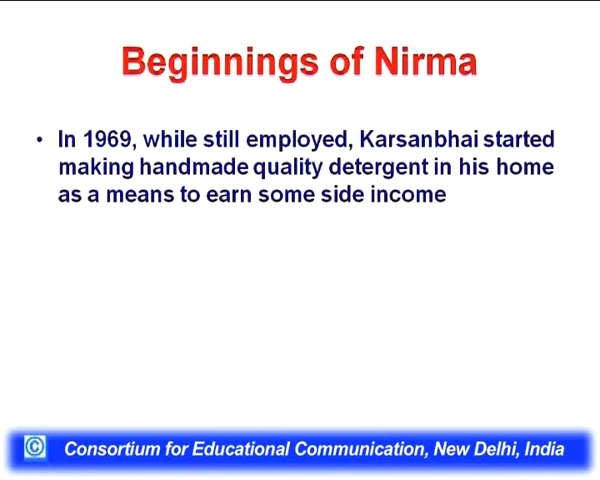 Beginnings of Nirma
• In 1969, while still employed, Karsanbhai started
making handmade quality detergent in his home
as a means to earn some side income
© Consortium for Educational Communication, New Delhi, India